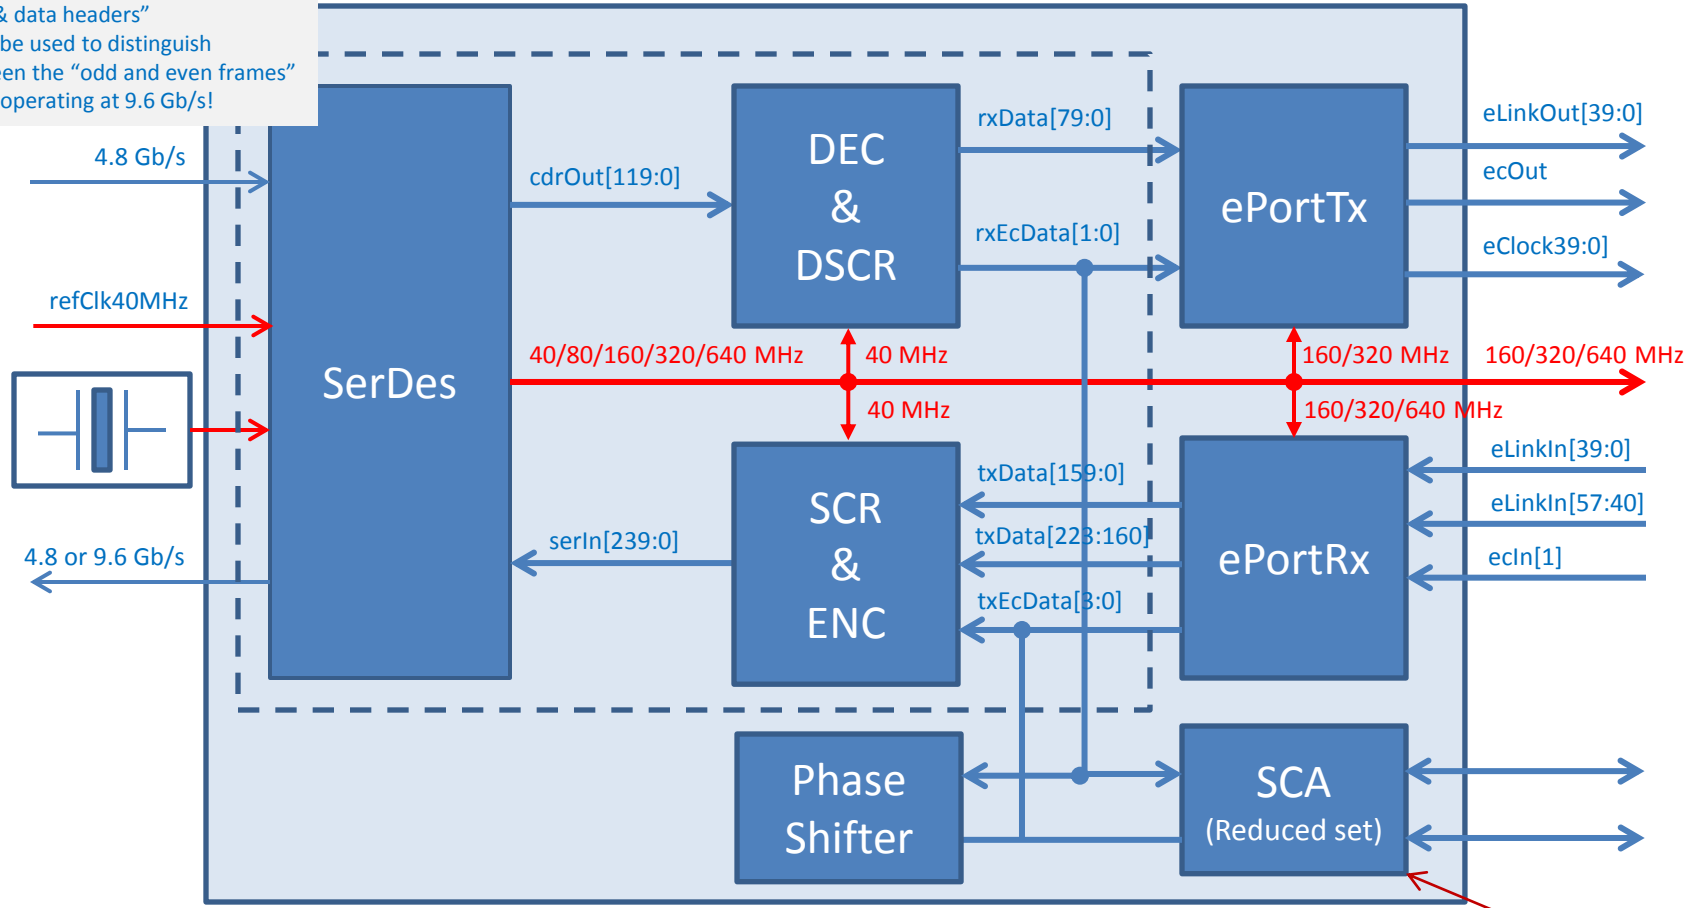 & data headers”
be used to distinguish
een the “odd and even frames”
operating at 9.6 Gb/s!
4.8 Gb/s
refClk40MHz
4.8 or 9.6 Gb/s
SerDes
cdrOut[119:0]
40/80/160/320/640 MHz
serIn[239:0]
DEC
&
DSCR
40 MHz
40 MHz
SCR
&
ENC
rxData[79:0]
rxEcData[1:0]
txData[159:0]
txData[223:160]
txEcData[3:0]
ePortTx
160/320 MHz
160/320/640 MHz
ePortRx
eLinkOut[39:0]
ecOut
eClock39:0]
160/320/640 MHz
eLinkIn[39:0]
eLinkIn[57:40]
ecIn[1]
Phase
Shifter
SCA
(Reduced set)